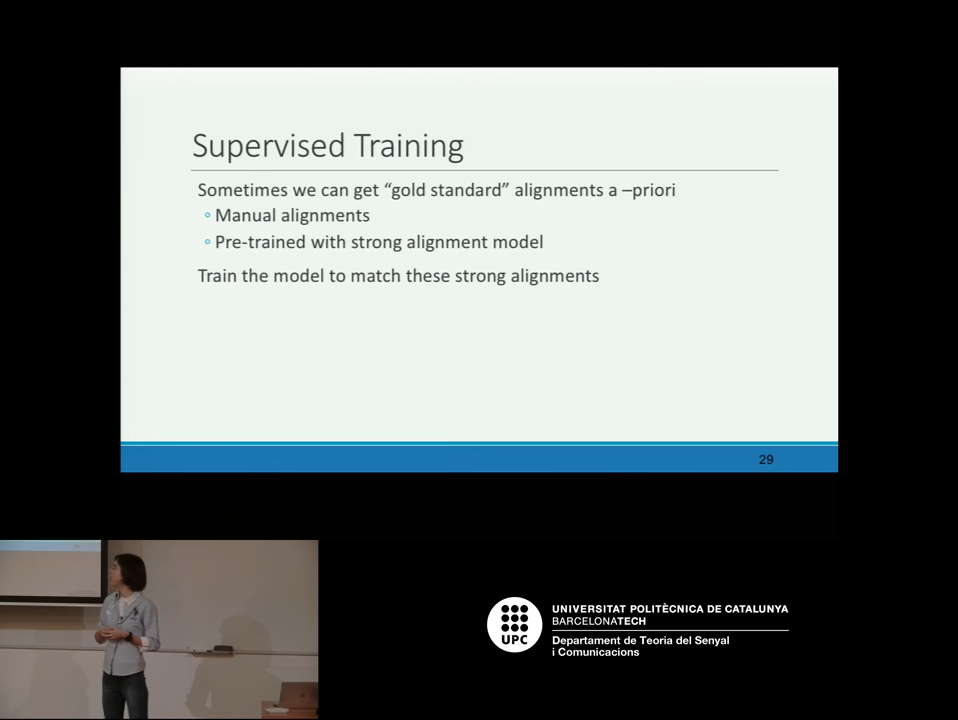 Supervised Training
Sometimes we can get “gold standard” alignments a –priori
Manual alignments
Pre-trained with strong alignment model
Train the model to match these strong alignments
29
UPC
UNIVERSITAT POLITÈCNICA DE CATALUNYA
BARCELONATECH
Departament de Teoria del Senyal
i Comunicacions